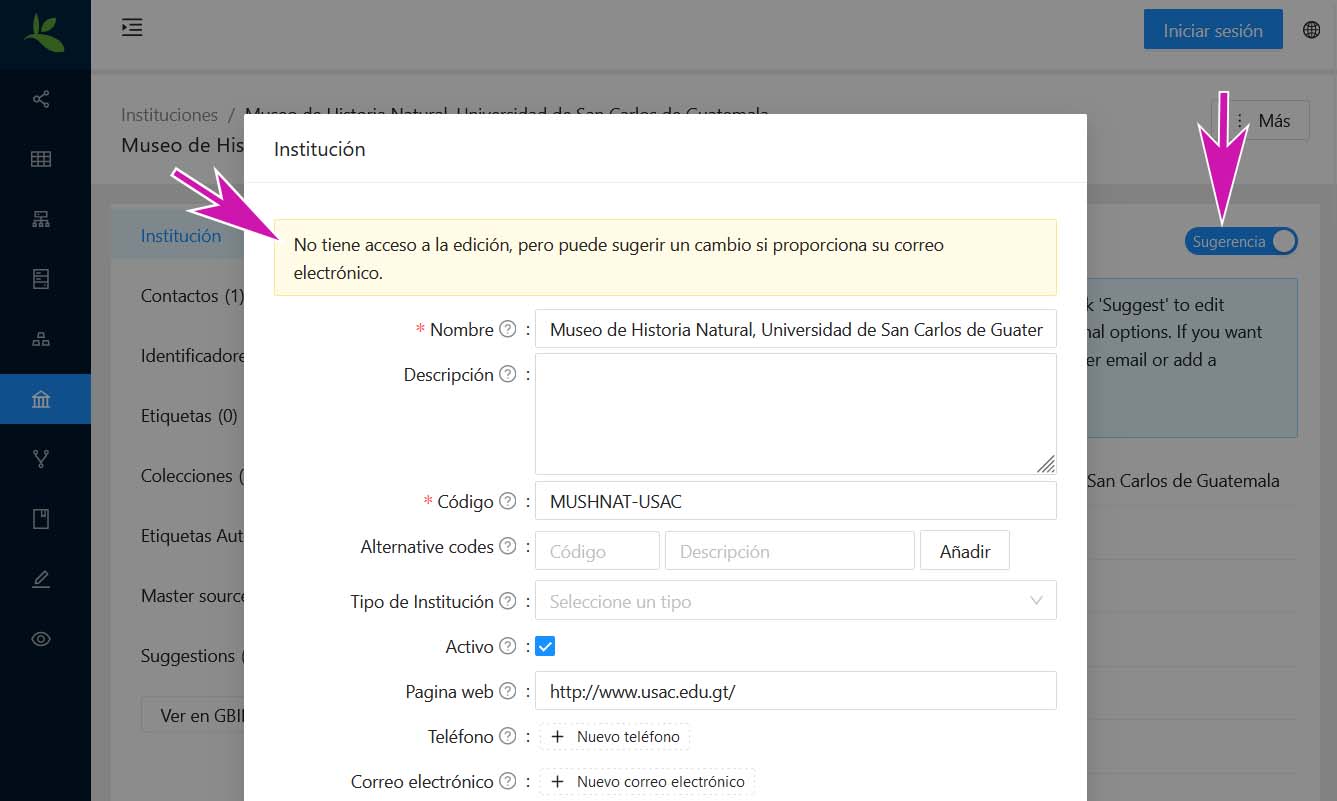 Iniciar sesión
Instituciones / Museo de Historia Natural, Universidad de San Carlos de Guatemala
Museo de His
Más
Institución
Contactos (1)
Identificadore
Etiquetas (0)
Colecciones (
Etiquetas Aut
Master source
Suggestions (
Ver en GBI
Institución
No tiene acceso a la edición, pero puede sugerir un cambio si proporciona su correo
electrónico.
* Nombre ? : Museo de Historia Natural, Universidad de San Carlos de Guater
Descripción ? :
* Código ? : MUSHNAT-USAC
Alternative codes ? : Código Descripción Añadir
Tipo de Institución ? : Seleccione un tipo
Activo ? :
Pagina web ? : http://www.usac.edu.gt/
Teléfono ? : + Nuevo teléfono
Correo electrónico ? : + Nuevo correo electrónico
Sugerencia
'Suggest' to edit
nal options. If you want
er email or add a
San Carlos de Guatemala